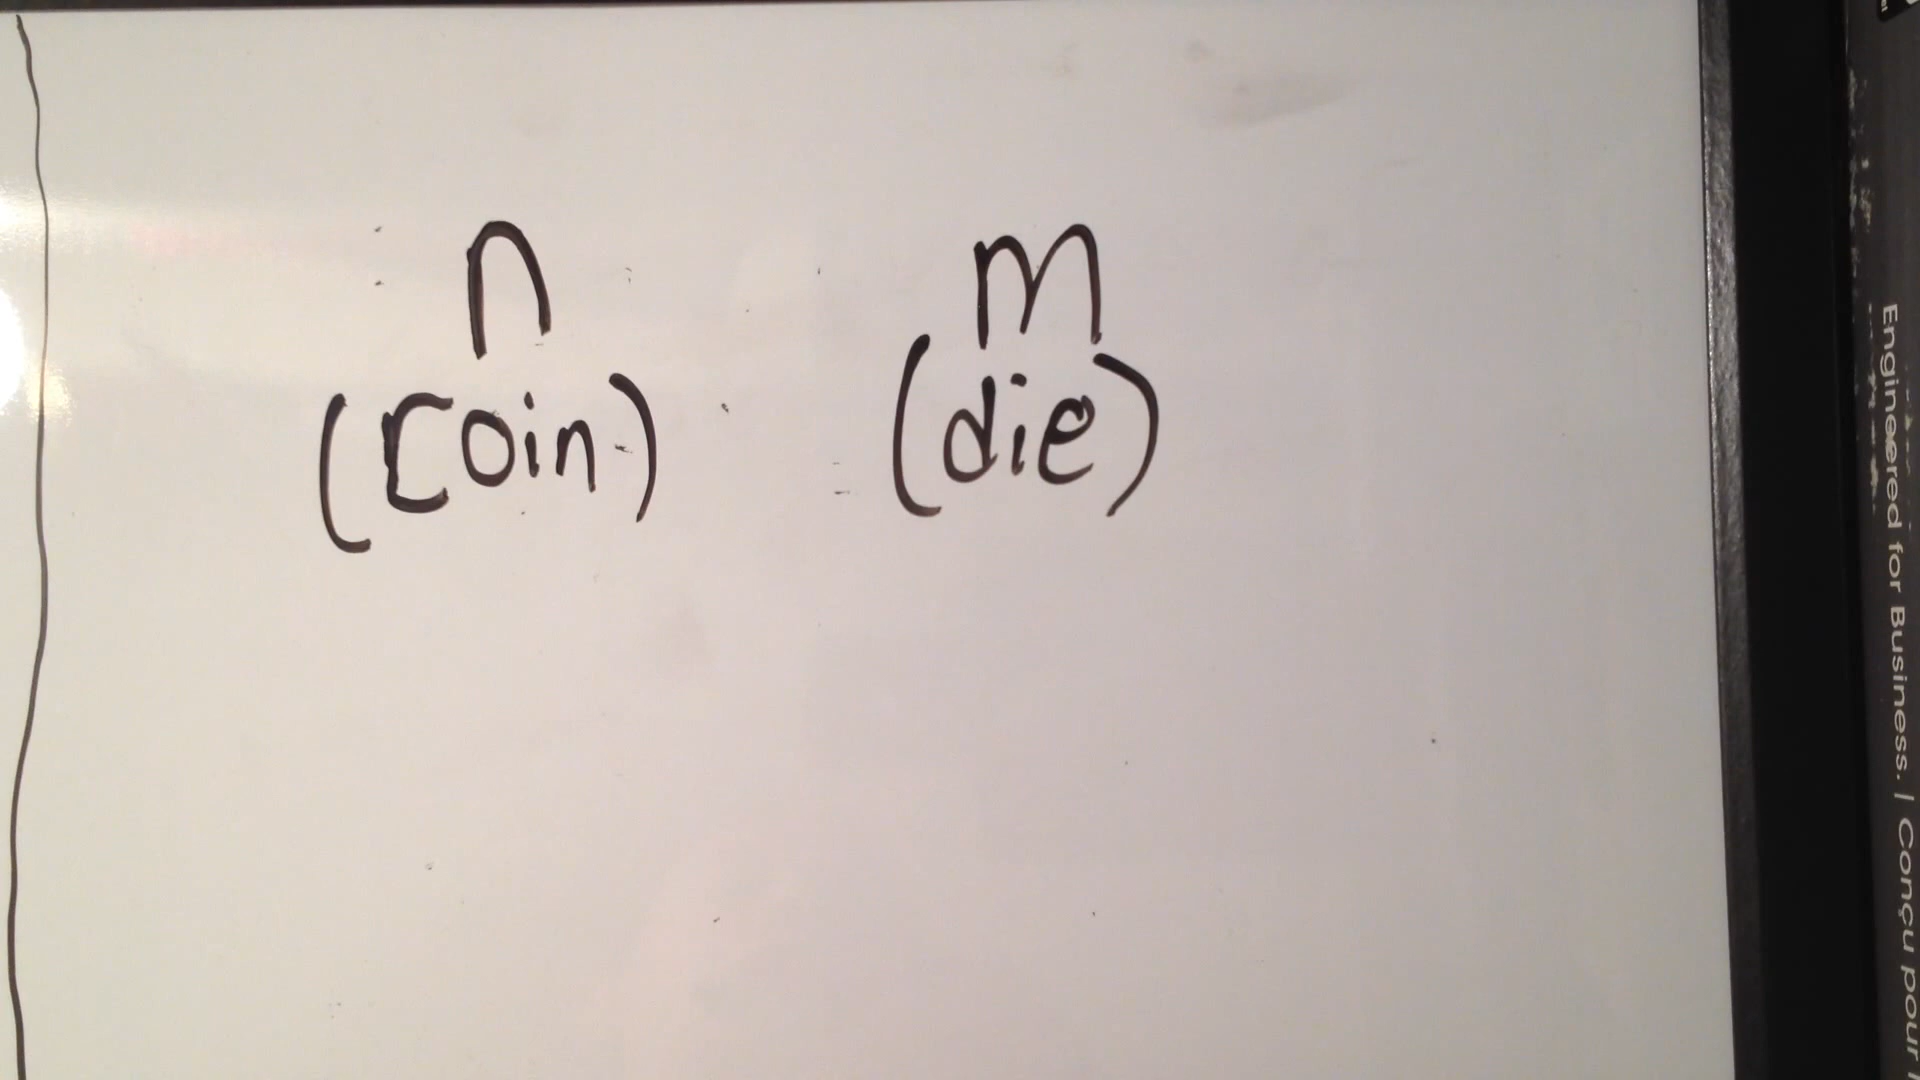 n m
(coin) (die)
Engineered for Business. | Conçu pour